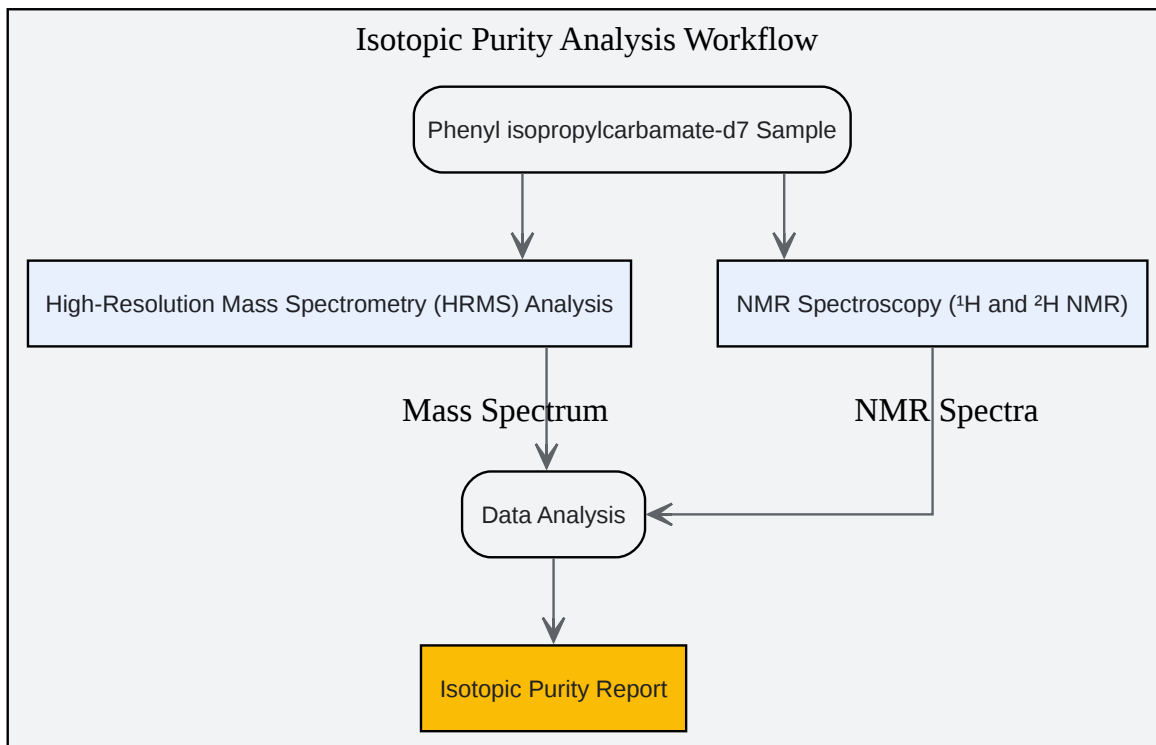 Isotopic Purity Analysis Workflow
Phenyl isopropylcarbamate-d7 Sample
High-Resolution Mass Spectrometry (HRMS) Analysis
NMR Spectroscopy (¹H and ²H NMR)
Mass Spectrum
NMR Spectra
Data Analysis
Isotopic Purity Report